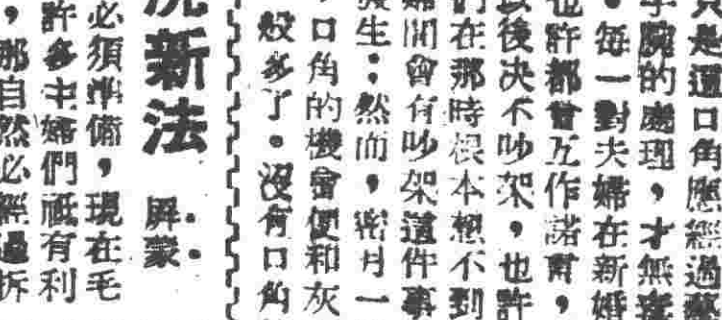 是這口角應經過藝
腕的處理，才無
。每一對夫婦在新婚
也許都曾互作諾言，
以後決不吵架，也許
們在那時根本想不到
婦間會有吵架這件事
發生；然而，密月一
口角的機會便和灰
般多了。沒有口角
新法
屏蒙
必須準備，現在毛
許多主婦們祇有利
那自然必經過拆